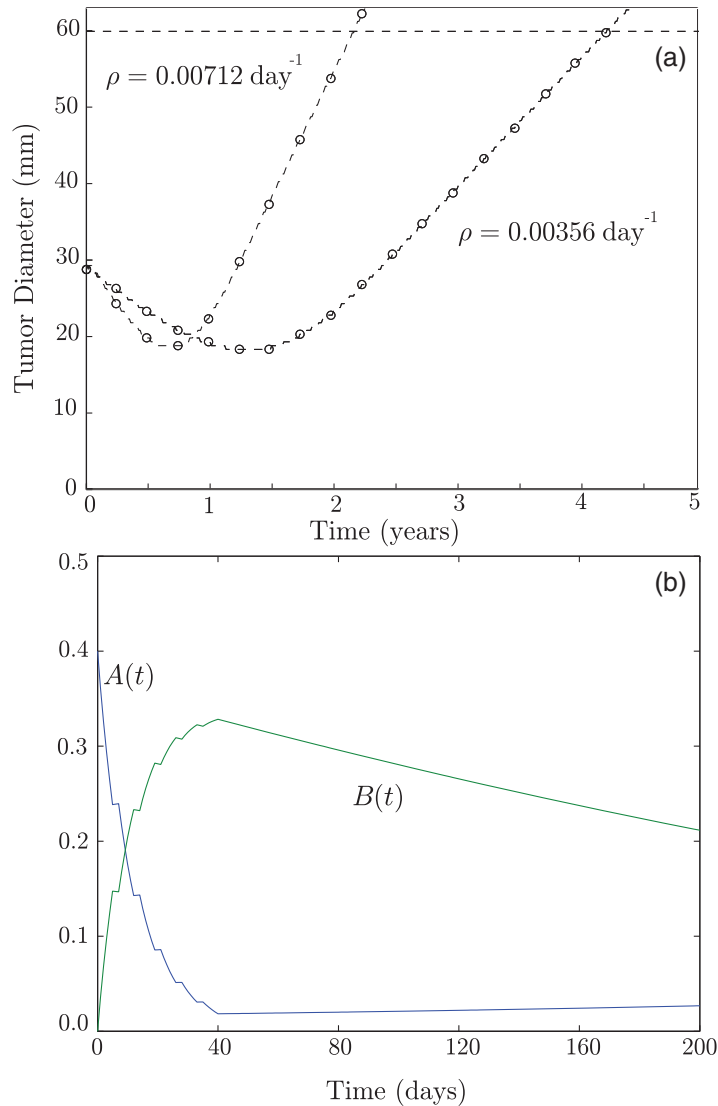 60
(a)
ρ = 0.00712 day⁻¹
50
40
ρ = 0.00356 day⁻¹
30
20
10
0
Tumor Diameter (mm)
0 1 2 3 4 5
Time (years)
0.5
(b)
0.4
A(t)
0.3
B(t)
0.2
0.1
0.0
0 40 80 120 160 200
Time (days)